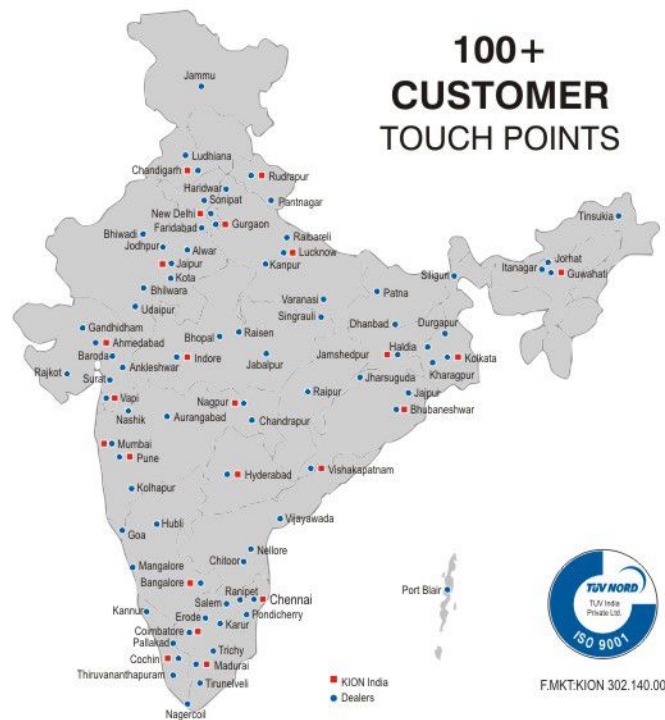 100+
CUSTOMER
TOUCH POINTS
Jammu
Ludhiana
Chandigarh
Rudrapur
Haridwar
Sonipat
Pantnagar
New Delhi
Gurgaon
Faridabad
Bhiwadi
Raibareli
Jodhpur
Alwar
Lucknow
Jaipur
Kanpur
Kota
Bhilwara
Udaipur
Tinsukia
Jorhat
Itanagar
Guwahati
Siliguri
Patna
Varanasi
Singrauli
Dhanbad
Durgapur
Gandhidham
Ahmedabad
Bhopal
Raisen
Haldia
Baroda
Indore
Jabalpur
Jamshedpur
Kolkata
Rajkot
Ankleshwar
Surat
Jharsuguda
Kharagpur
Vapi
Nagpur
Raipur
Jajpur
Nashik
Aurangabad
Chandrapur
Bhubaneshwar
Mumbai
Pune
Hyderabad
Vishakapatnam
Kolhapur
Hubli
Vijayawada
Goa
Nellore
Chitoor
Mangalore
Bangalore
Port Blair
Ranipet
Chennai
Salem
Kannur
Pondicherry
Erode
Karur
Coimbatore
Pallakad
Trichy
Cochin
Madurai
Thiruvananthapuram
Tirunelveli
Nagercoil
KION India
Dealers
TÜV NORD
TUV India
Private Ltd.
ISO 9001
F.MKT:KION 302.140.00